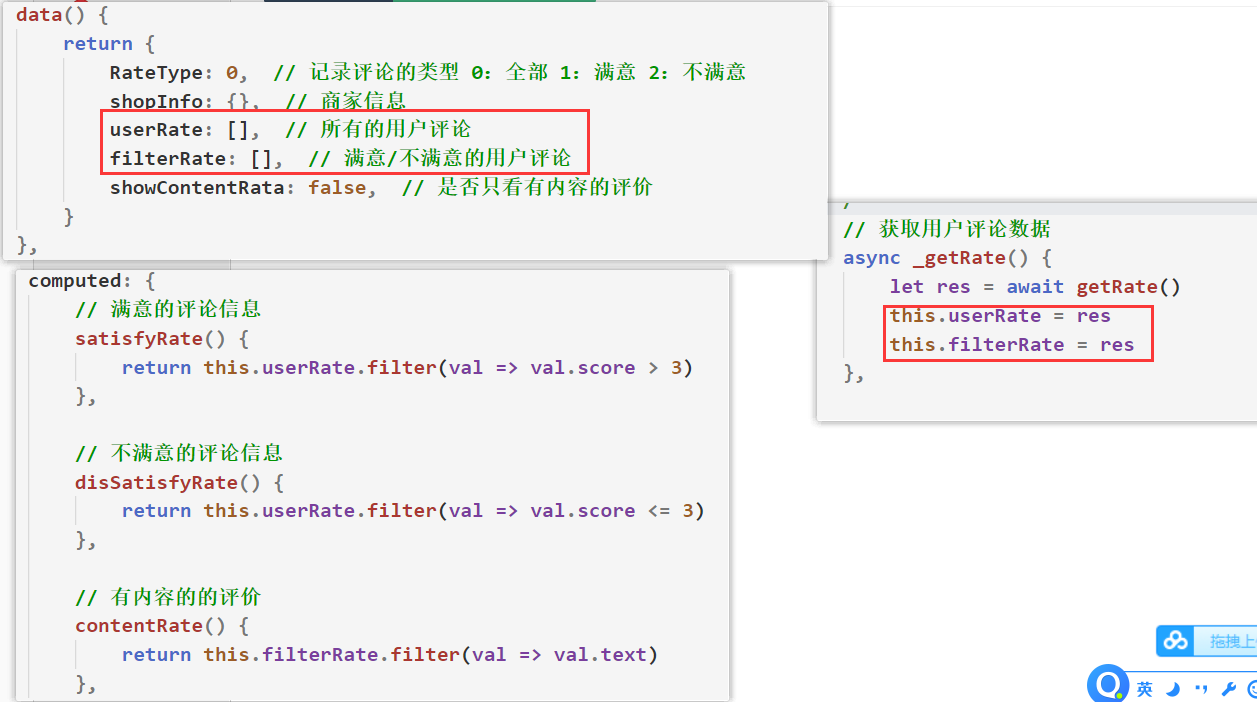 data() {
return {
RateType: 0,  // 记录评论的类型 0: 全部 1: 满意 2: 不满意
shopInfo: {},  // 商家信息
userRate: [],  // 所有的用户评论
filterRate: [],  // 满意/不满意的用户评论
showContentRata: false,  // 是否只看有内容的评价
}
},
computed: {
// 满意的评论信息
satisfyRate() {
return this.userRate.filter(val => val.score > 3)
},
// 不满意的评论信息
disSatisfyRate() {
return this.userRate.filter(val => val.score <= 3)
},
// 有内容的的评价
contentRate() {
return this.filterRate.filter(val => val.text)
},
// 获取用户评论数据
async _getRate() {
let res = await getRate()
this.userRate = res
this.filterRate = res
},
拖拽上
英